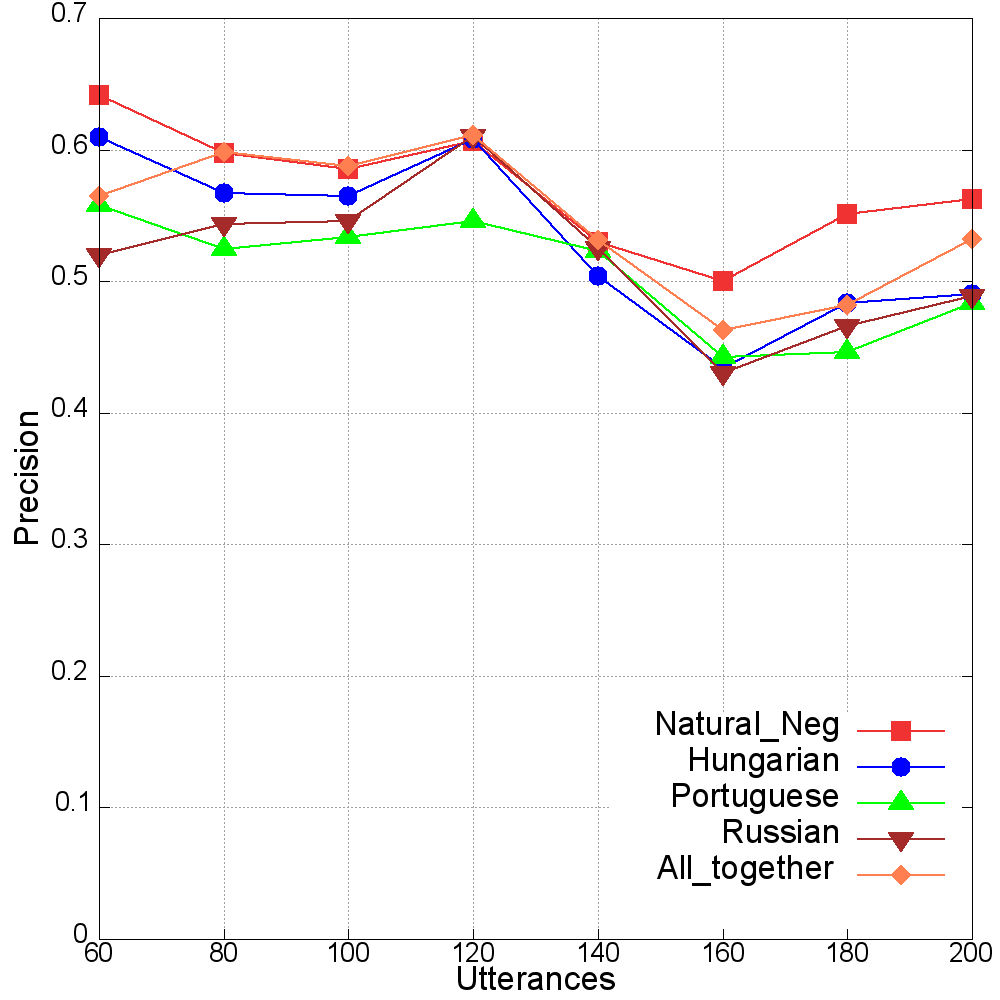 0.7
0.6
0.5
0.4
0.3
0.2
0.1
0
Precision
Natural_Neg
Hungarian
Portuguese
Russian
All_together
60 80 100 120 140 160 180 200
Utterances